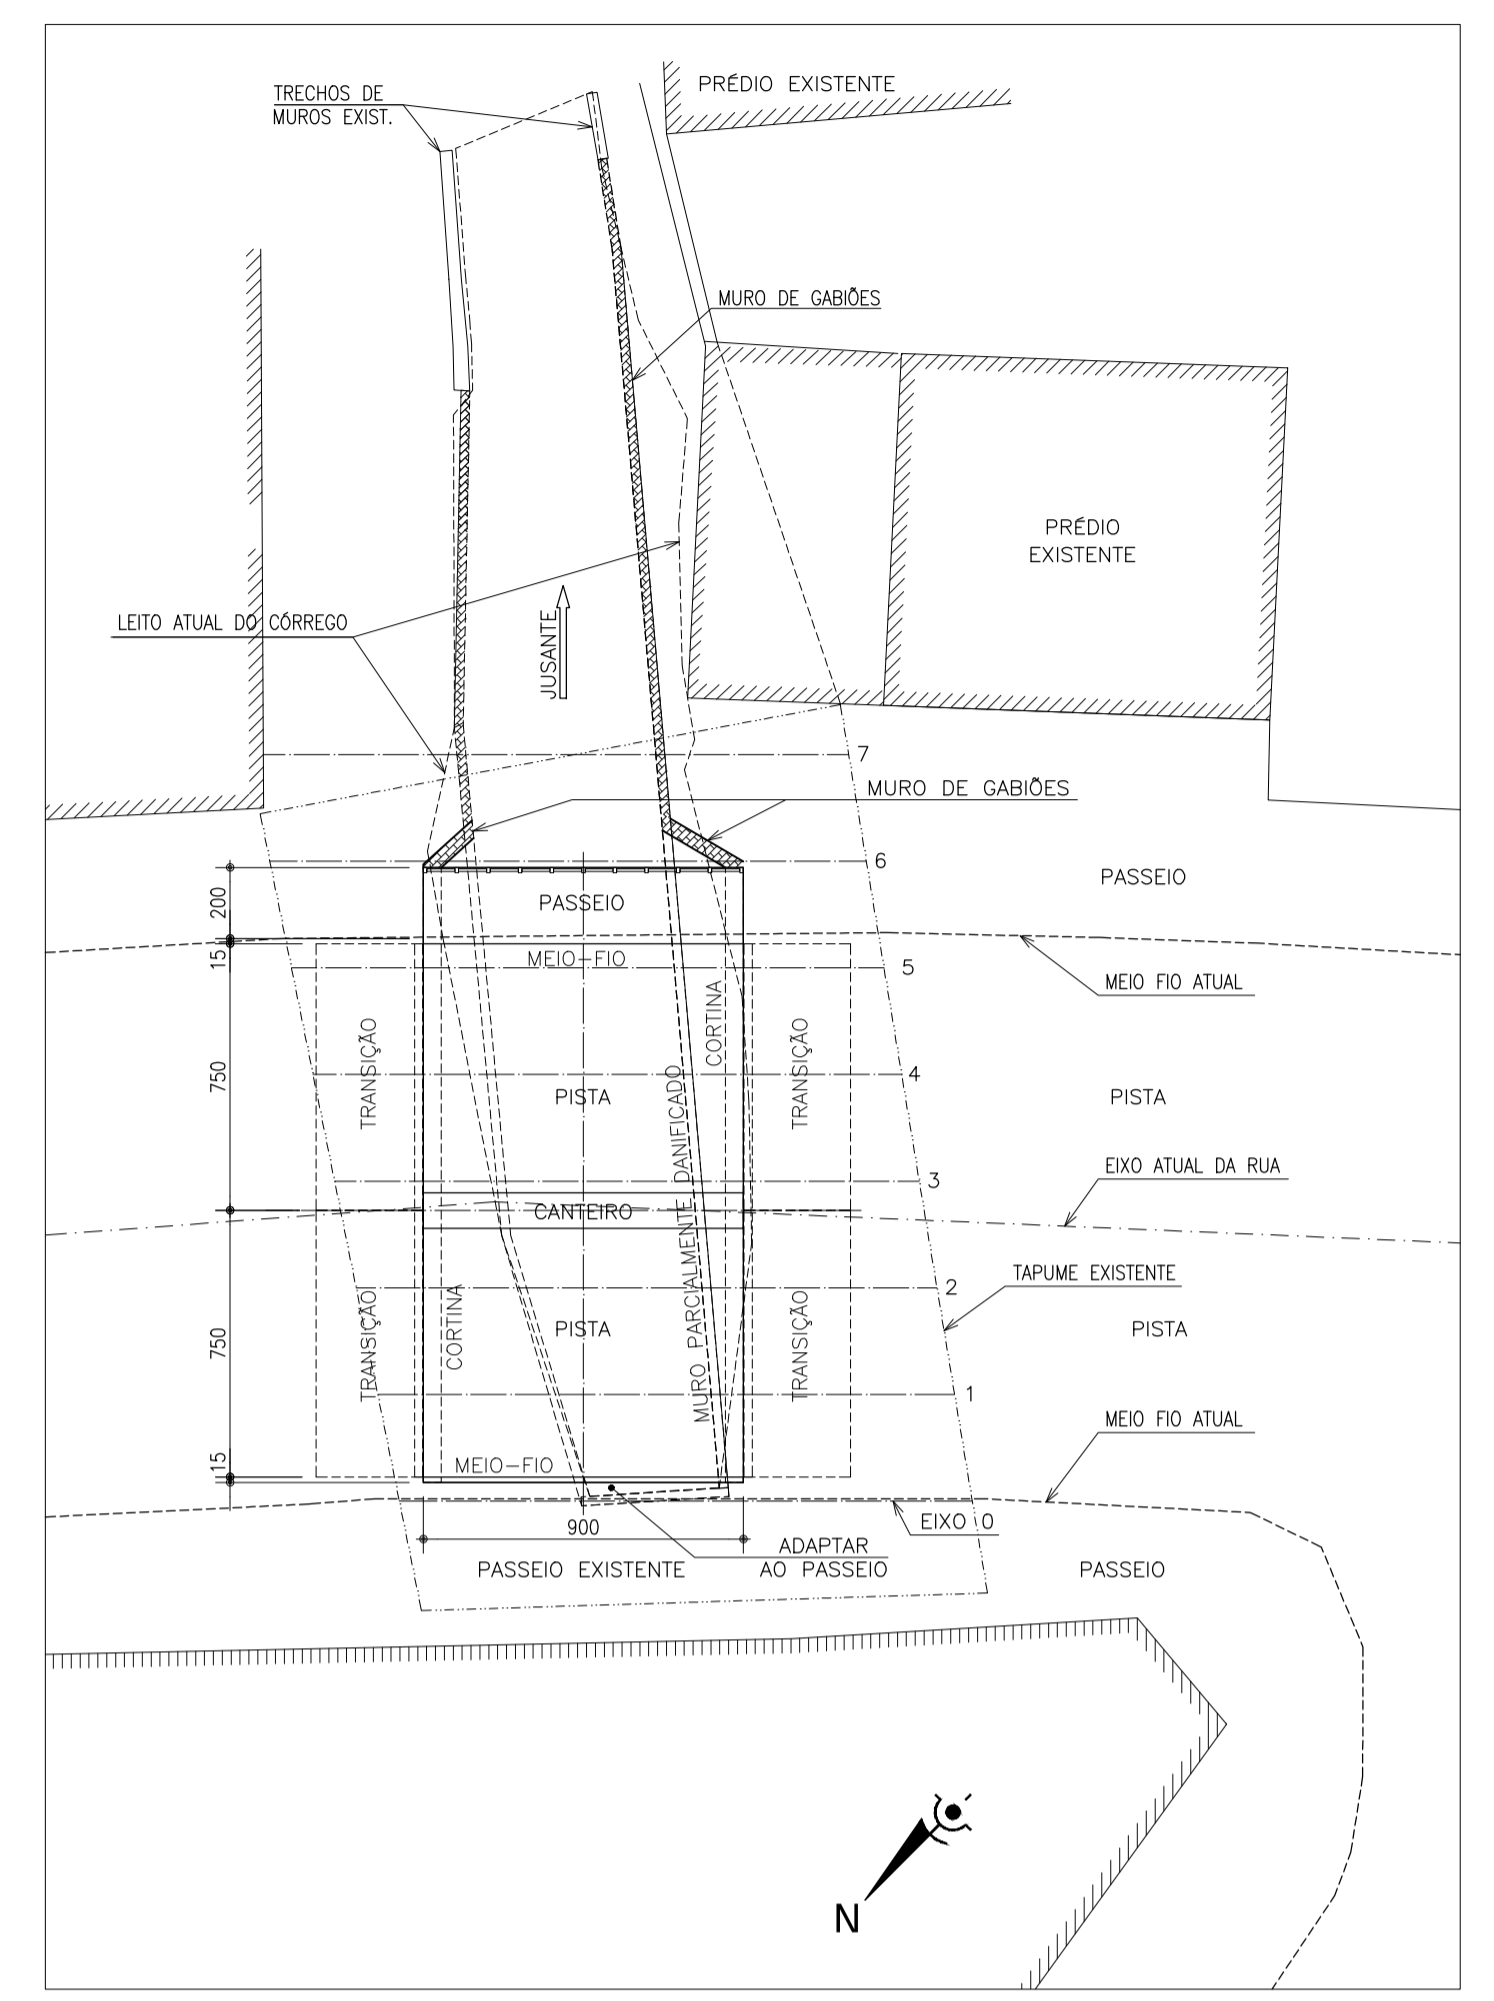 PRÉDIO EXISTENTE
TRECHOS DE
MUROS EXIST.
MURO DE GABIÕES
PRÉDIO
EXISTENTE
LEITO ATUAL DO CÓRREGO
JUSANTE
7
MURO DE GABIÕES
6
PASSEIO
200
PASSEIO
15
MEIO-FIO
5
MEIO FIO ATUAL
CORTINA
TRANSIÇÃO
TRANSIÇÃO
750
4
PISTA
PISTA
MURO PARCIALMENTE DANIFICADO
EIXO ATUAL DA RUA
3
CANTEIRO
TAPUME EXISTENTE
2
TRANSIÇÃO
CORTINA
PISTA
TRANSIÇÃO
PISTA
750
1
MEIO FIO ATUAL
15
MEIO-FIO
EIXO 0
900
ADAPTAR
AO PASSEIO
PASSEIO EXISTENTE
PASSEIO
N